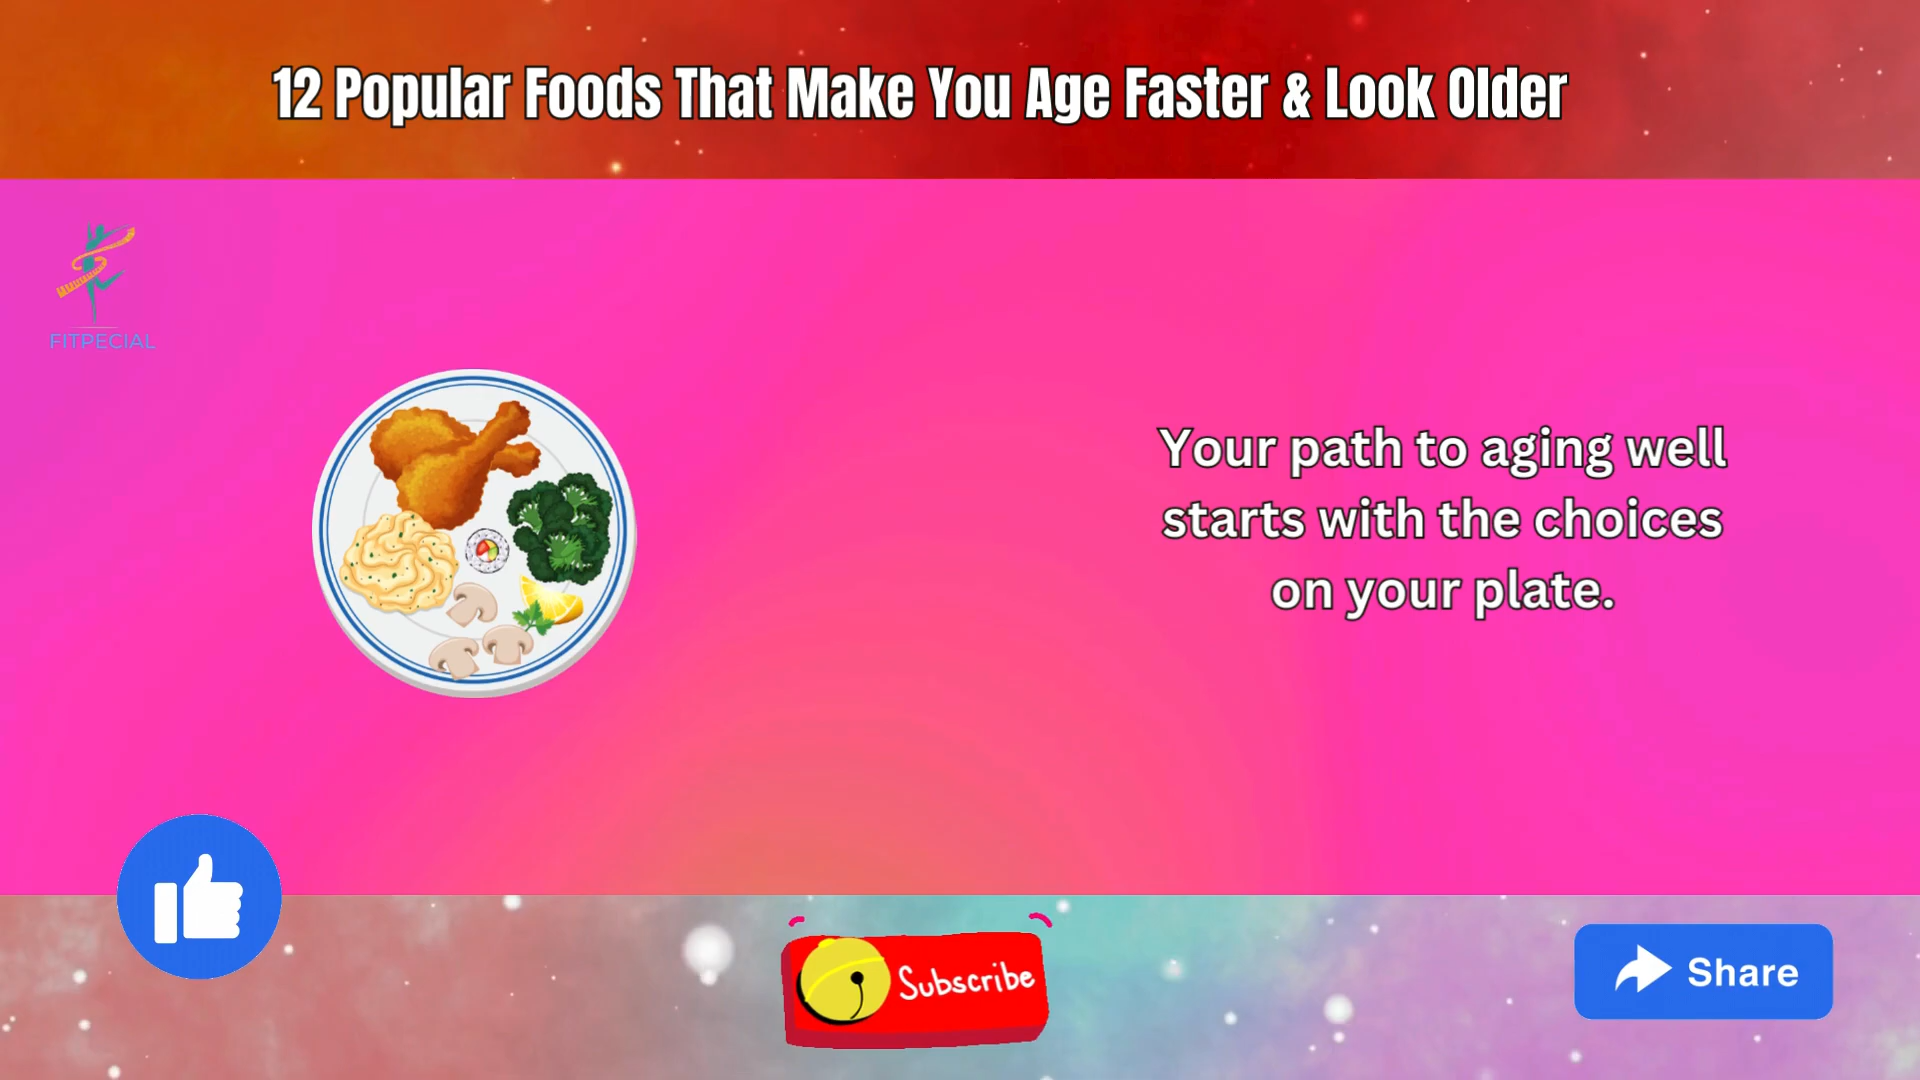 12 Popular Foods That Make You Age Faster & Look Older
FITPECIAL
Your path to aging well
starts with the choices
on your plate.
Subscribe
Share